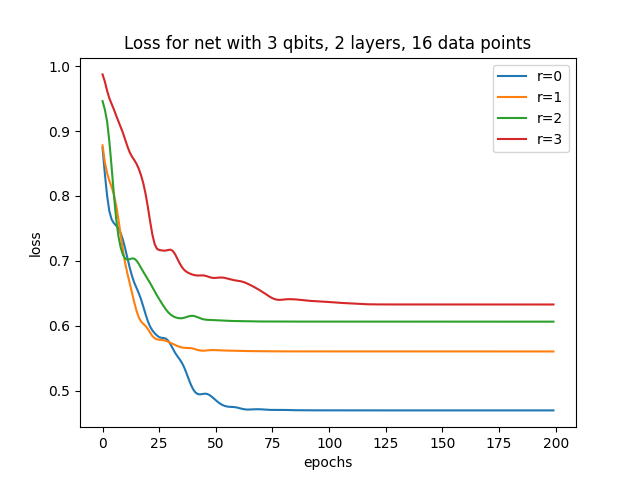 Loss for net with 3 qbits, 2 layers, 16 data points
1.0
0.9
0.8
0.7
0.6
0.5
loss
r=0
r=1
r=2
r=3
0 25 50 75 100 125 150 175 200
epochs